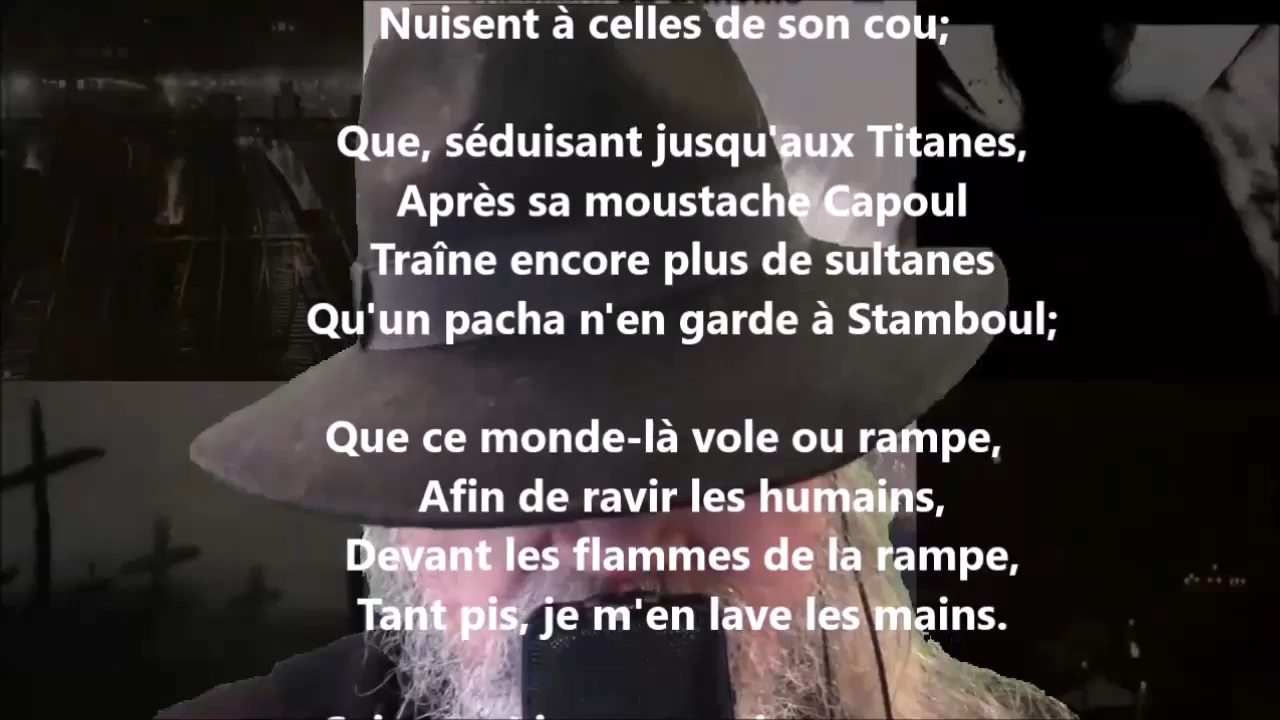 Nuisent à celles de son cou;
Que, séduisant jusqu'aux Titanes,
Après sa moustache Capoul
Traîne encore plus de sultanes
Qu'un pacha n'en garde à Stamboul;
Que ce monde-là vole ou rampe,
Afin de ravir les humains,
Devant les flammes de la rampe,
Tant pis, je m'en lave les mains.